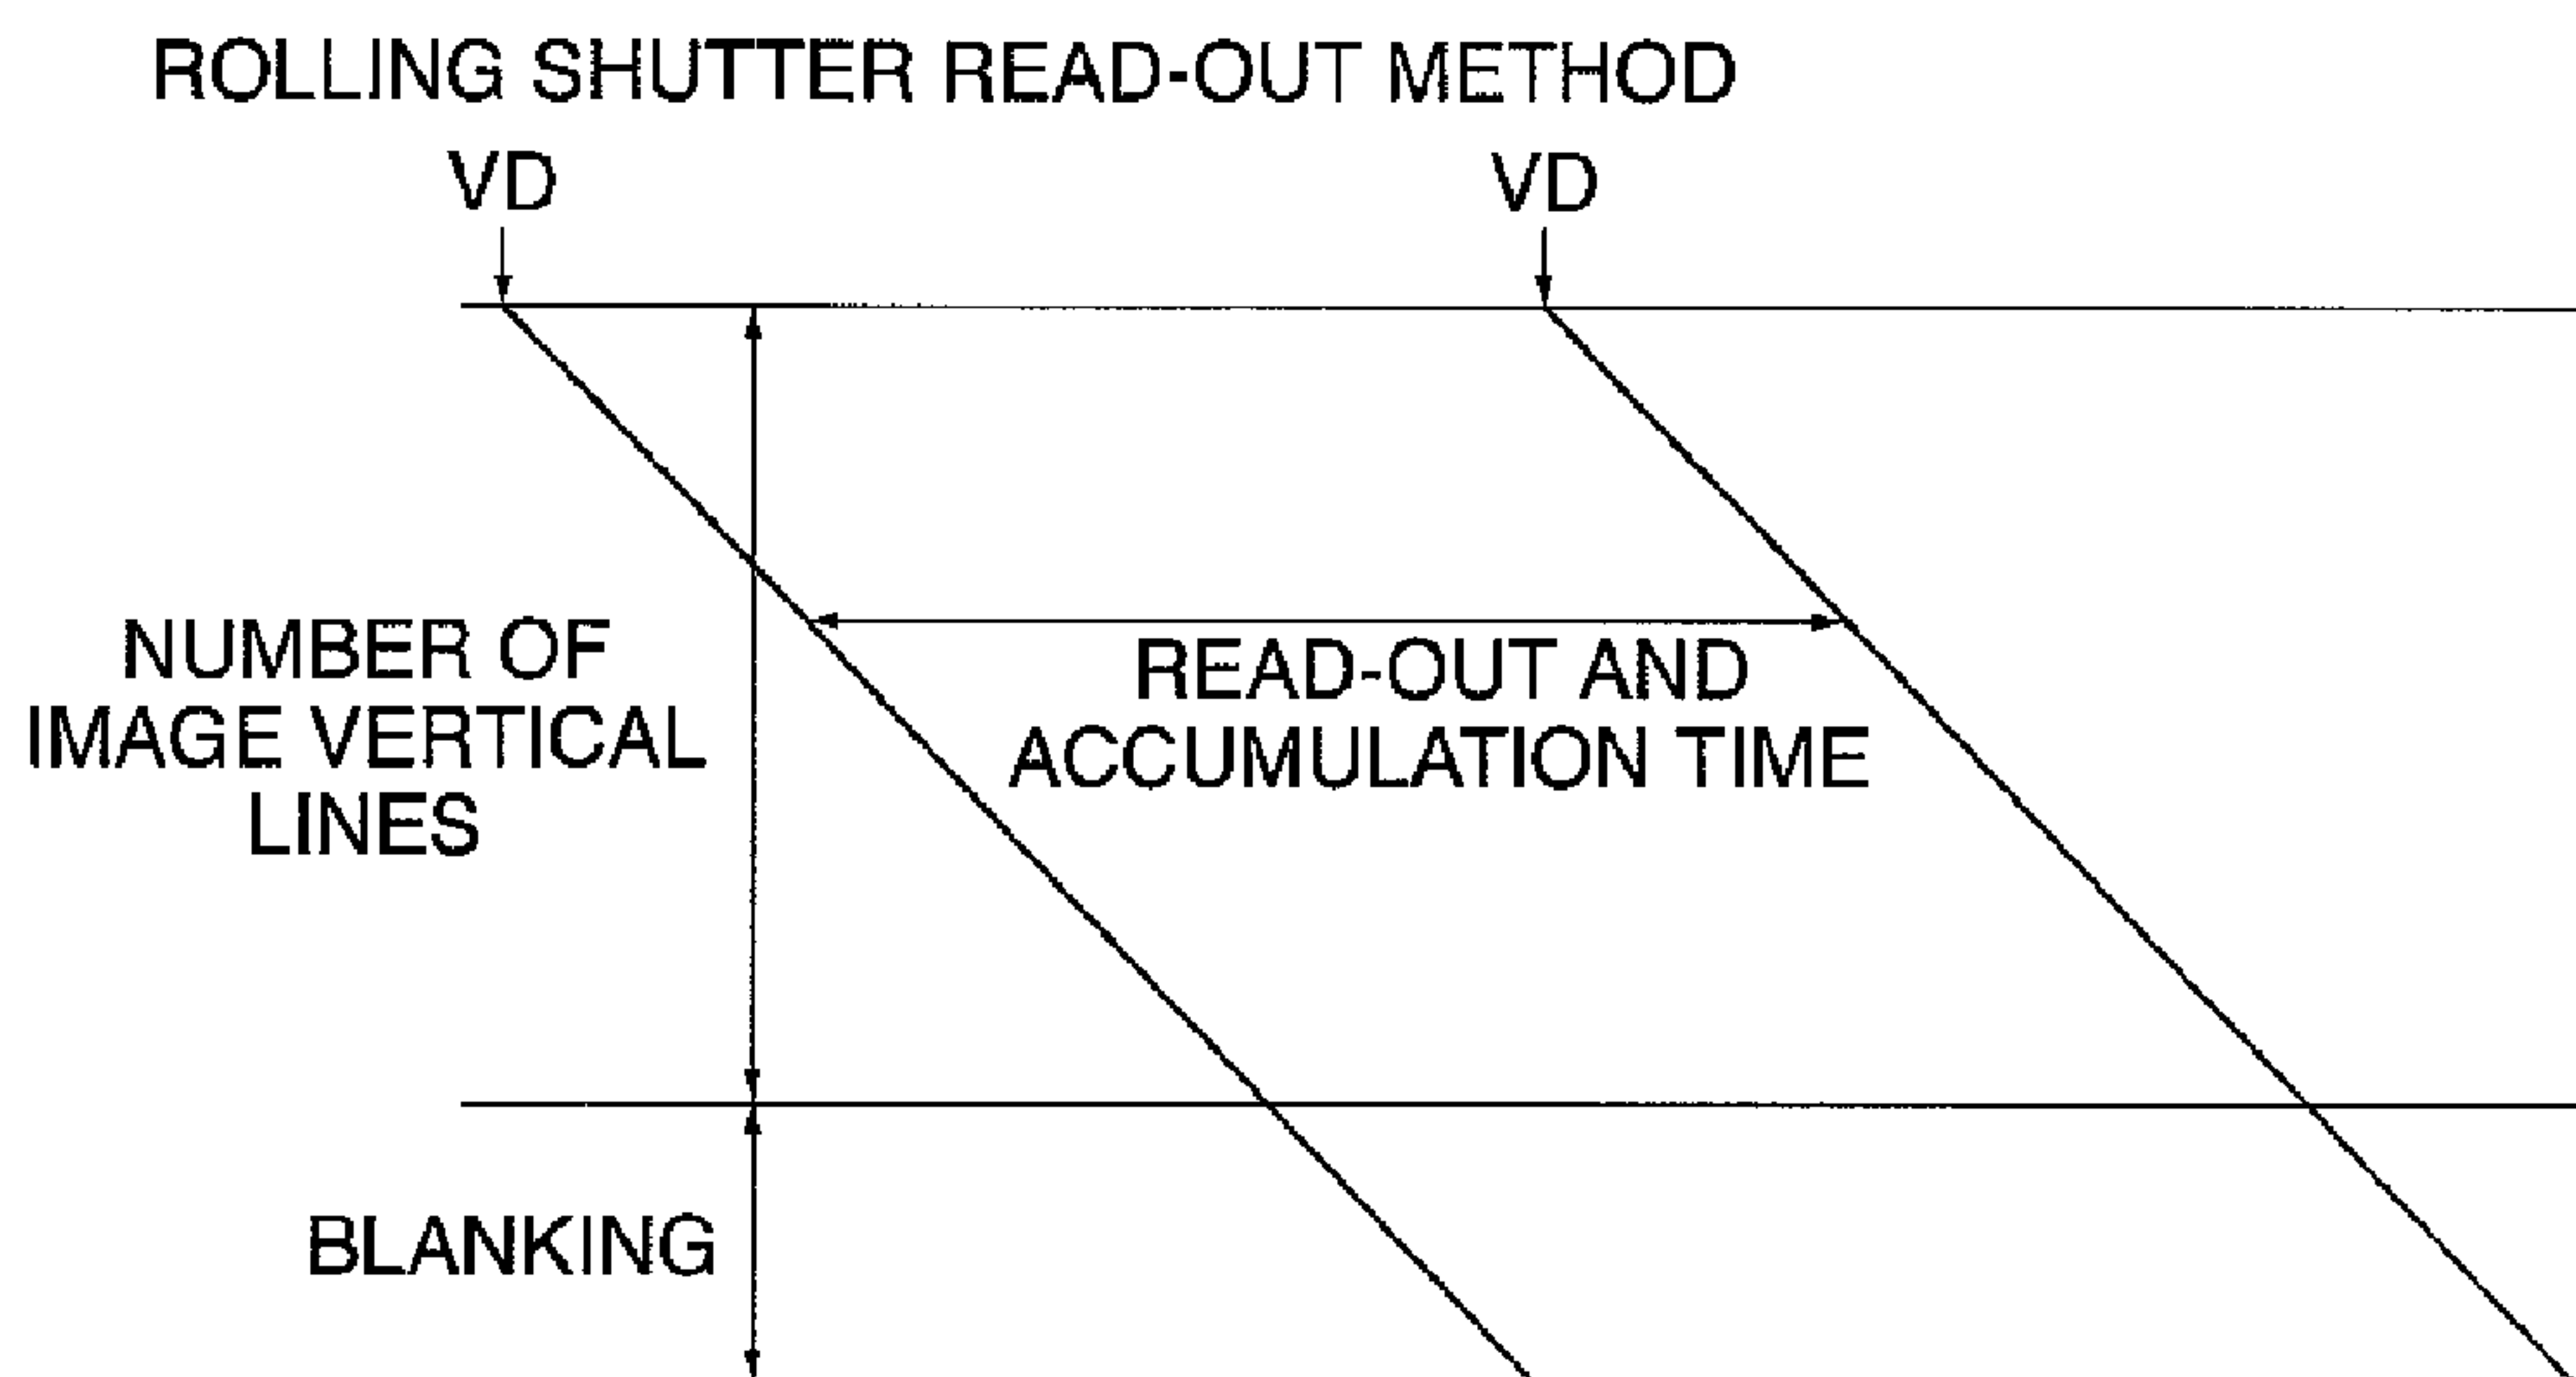 ROLLING SHUTTER READ-OUT METHOD
VD
VD
NUMBER OF
IMAGE VERTICAL
LINES
READ-OUT AND
ACCUMULATION TIME
BLANKING